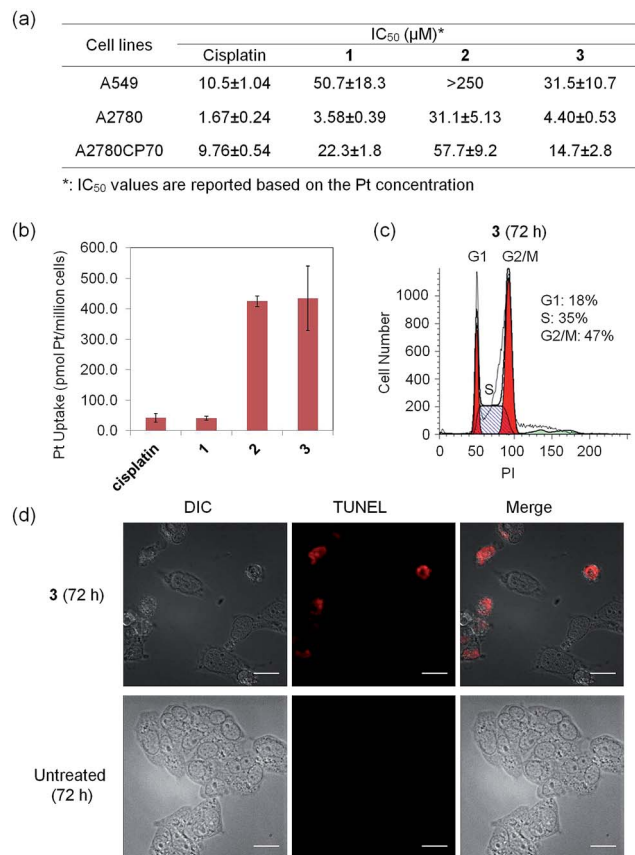 (a)
Cell lines IC50 (µM)*
Cisplatin 1 2 3
A549 10.5±1.04 50.7±18.3 >250 31.5±10.7
A2780 1.67±0.24 3.58±0.39 31.1±5.13 4.40±0.53
A2780CP70 9.76±0.54 22.3±1.8 57.7±9.2 14.7±2.8
*: IC50 values are reported based on the Pt concentration
(b)
Pt Uptake (pmol Pt/million cells)
600.0
500.0
400.0
300.0
200.0
100.0
0.0
cisplatin 1 2 3
(c)
3 (72 h)
G1 G2/M
G1: 18%
S: 35%
G2/M: 47%
S
Cell Number
1000
800
600
400
200
0
0 50 100 150 200
PI
(d)
DIC TUNEL Merge
3 (72 h)
Untreated
(72 h)